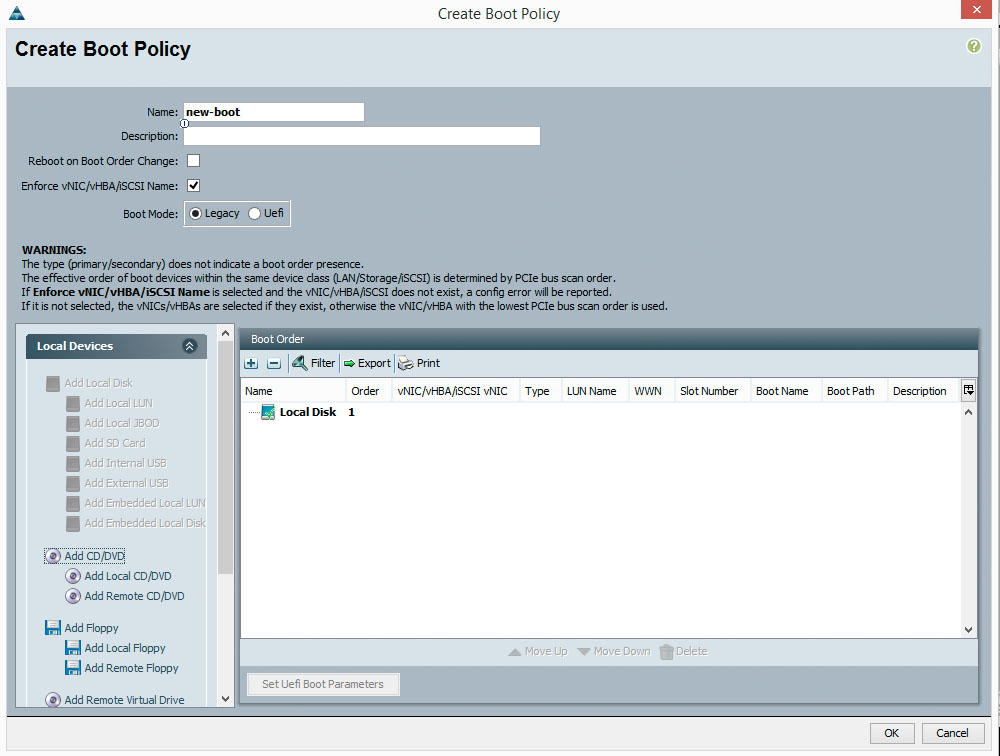 Create Boot Policy
Create Boot Policy
?
Name: new-boot
Description:
Reboot on Boot Order Change:
Enforce vNIC/vHBA/iSCSI Name:
Boot Mode: Legacy Uefi
WARNINGS:
The type (primary/secondary) does not indicate a boot order presence.
The effective order of boot devices within the same device class (LAN/Storage/iSCSI) is determined by PCIe bus scan order.
If Enforce vNIC/vHBA/iSCSI Name is selected and the vNIC/vHBA/iSCSI does not exist, a config error will be reported.
If it is not selected, the vNICs/vHBAs are selected if they exist, otherwise the vNIC/vHBA with the lowest PCIe bus scan order is used.
Local Devices
Add Local Disk
Add Local LUN
Add Local JBOD
Add SD Card
Add Internal USB
Add External USB
Add Embedded Local LUN
Add Embedded Local Disk
Add CD/DVD
Add Local CD/DVD
Add Remote CD/DVD
Add Floppy
Add Local Floppy
Add Remote Floppy
Add Remote Virtual Drive
Boot Order
Filter Export Print
Name Order vNIC/vHBA/iSCSI vNIC Type LUN Name WWN Slot Number Boot Name Boot Path Description
Local Disk 1
Move Up Move Down Delete
Set Uefi Boot Parameters
OK Cancel